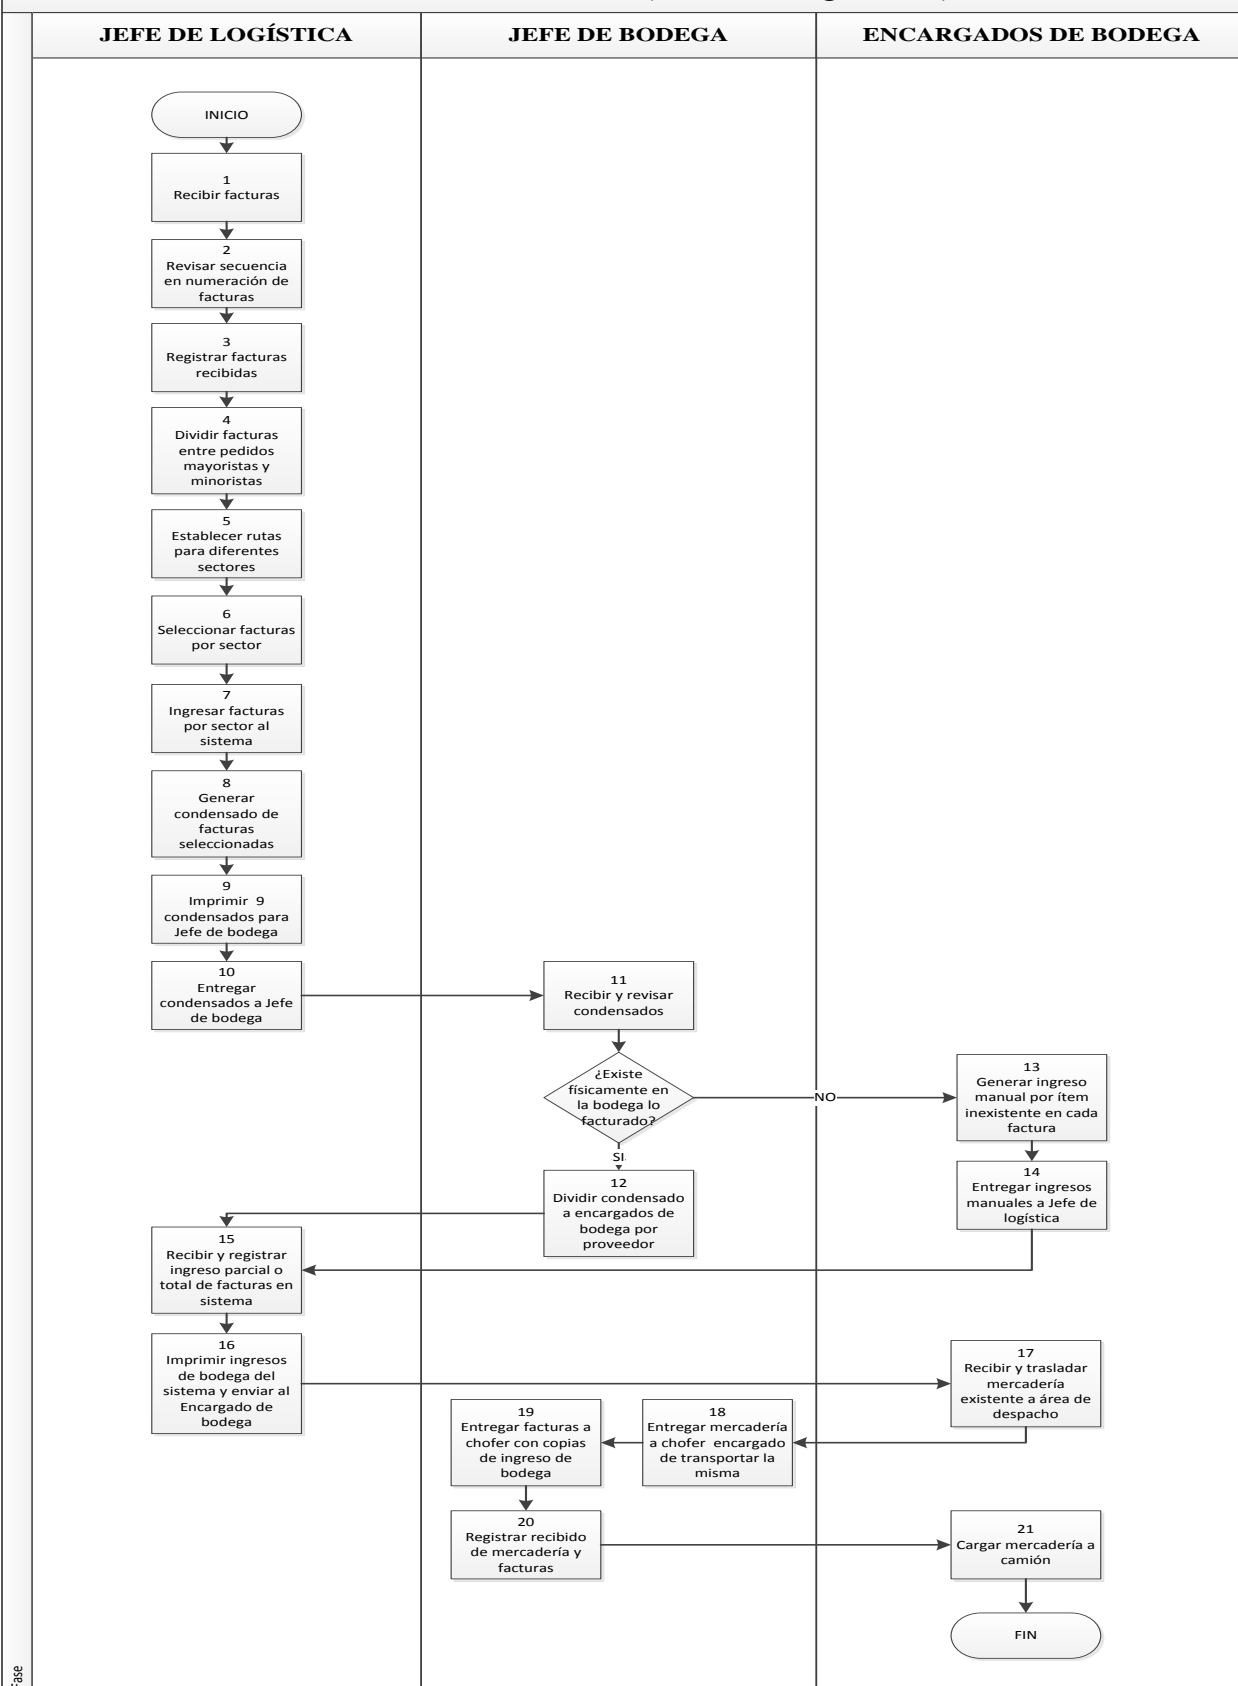 JEFE DE LOGÍSTICA
JEFE DE BODEGA
ENCARGADOS DE BODEGA
INICIO
1
Recibir facturas
2
Revisar secuencia
en numeración de
facturas
3
Registrar facturas
recibidas
4
Dividir facturas
entre pedidos
mayoristas y
minoristas
5
Establecer rutas
para diferentes
sectores
6
Seleccionar facturas
por sector
7
Ingresar facturas
por sector al
sistema
8
Generar
condensado de
facturas
seleccionadas
9
Imprimir 9
condensados para
Jefe de bodega
10
Entregar
condensados a Jefe
de bodega
11
Recibir y revisar
condensados
¿Existe
físicamente en
la bodega lo
facturado?
NO
SI
13
Generar ingreso
manual por ítem
inexistente en cada
factura
14
Entregar ingresos
manuales a Jefe de
logística
12
Dividir condensado
a encargados de
bodega por
proveedor
15
Recibir y registrar
ingreso parcial o
total de facturas en
sistema
16
Imprimir ingresos
de bodega del
sistema y enviar al
Encargado de
bodega
17
Recibir y trasladar
mercadería
existente a área de
despacho
18
Entregar mercadería
a chofer encargado
de transportar la
misma
19
Entregar facturas a
chofer con copias
de ingreso de
bodega
20
Registrar recibido
de mercadería y
facturas
21
Cargar mercadería a
camión
FIN
Fase